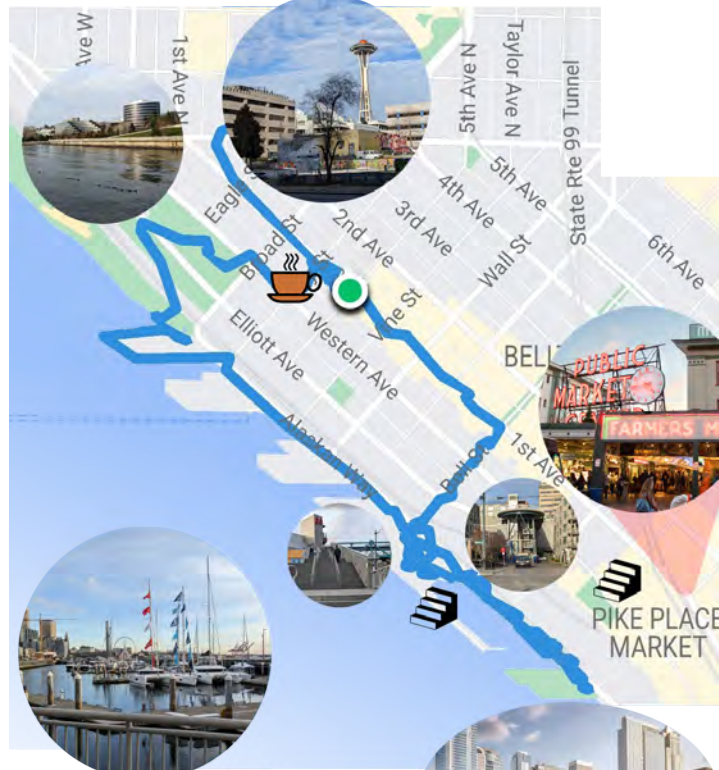 W Ave
1st Ave N
5th Ave N
Taylor Ave N
State Rte 99 Tunnel
5th Ave
4th Ave
3rd Ave
2nd Ave
6th Ave
Wall St
Broad St
St
Vine St
Western Ave
Elliott Ave
Alaskan Way
Bell St
1st Ave
BELL
PUBLIC
MARKET
FARMERS M
PIKE PLACE
MARKET